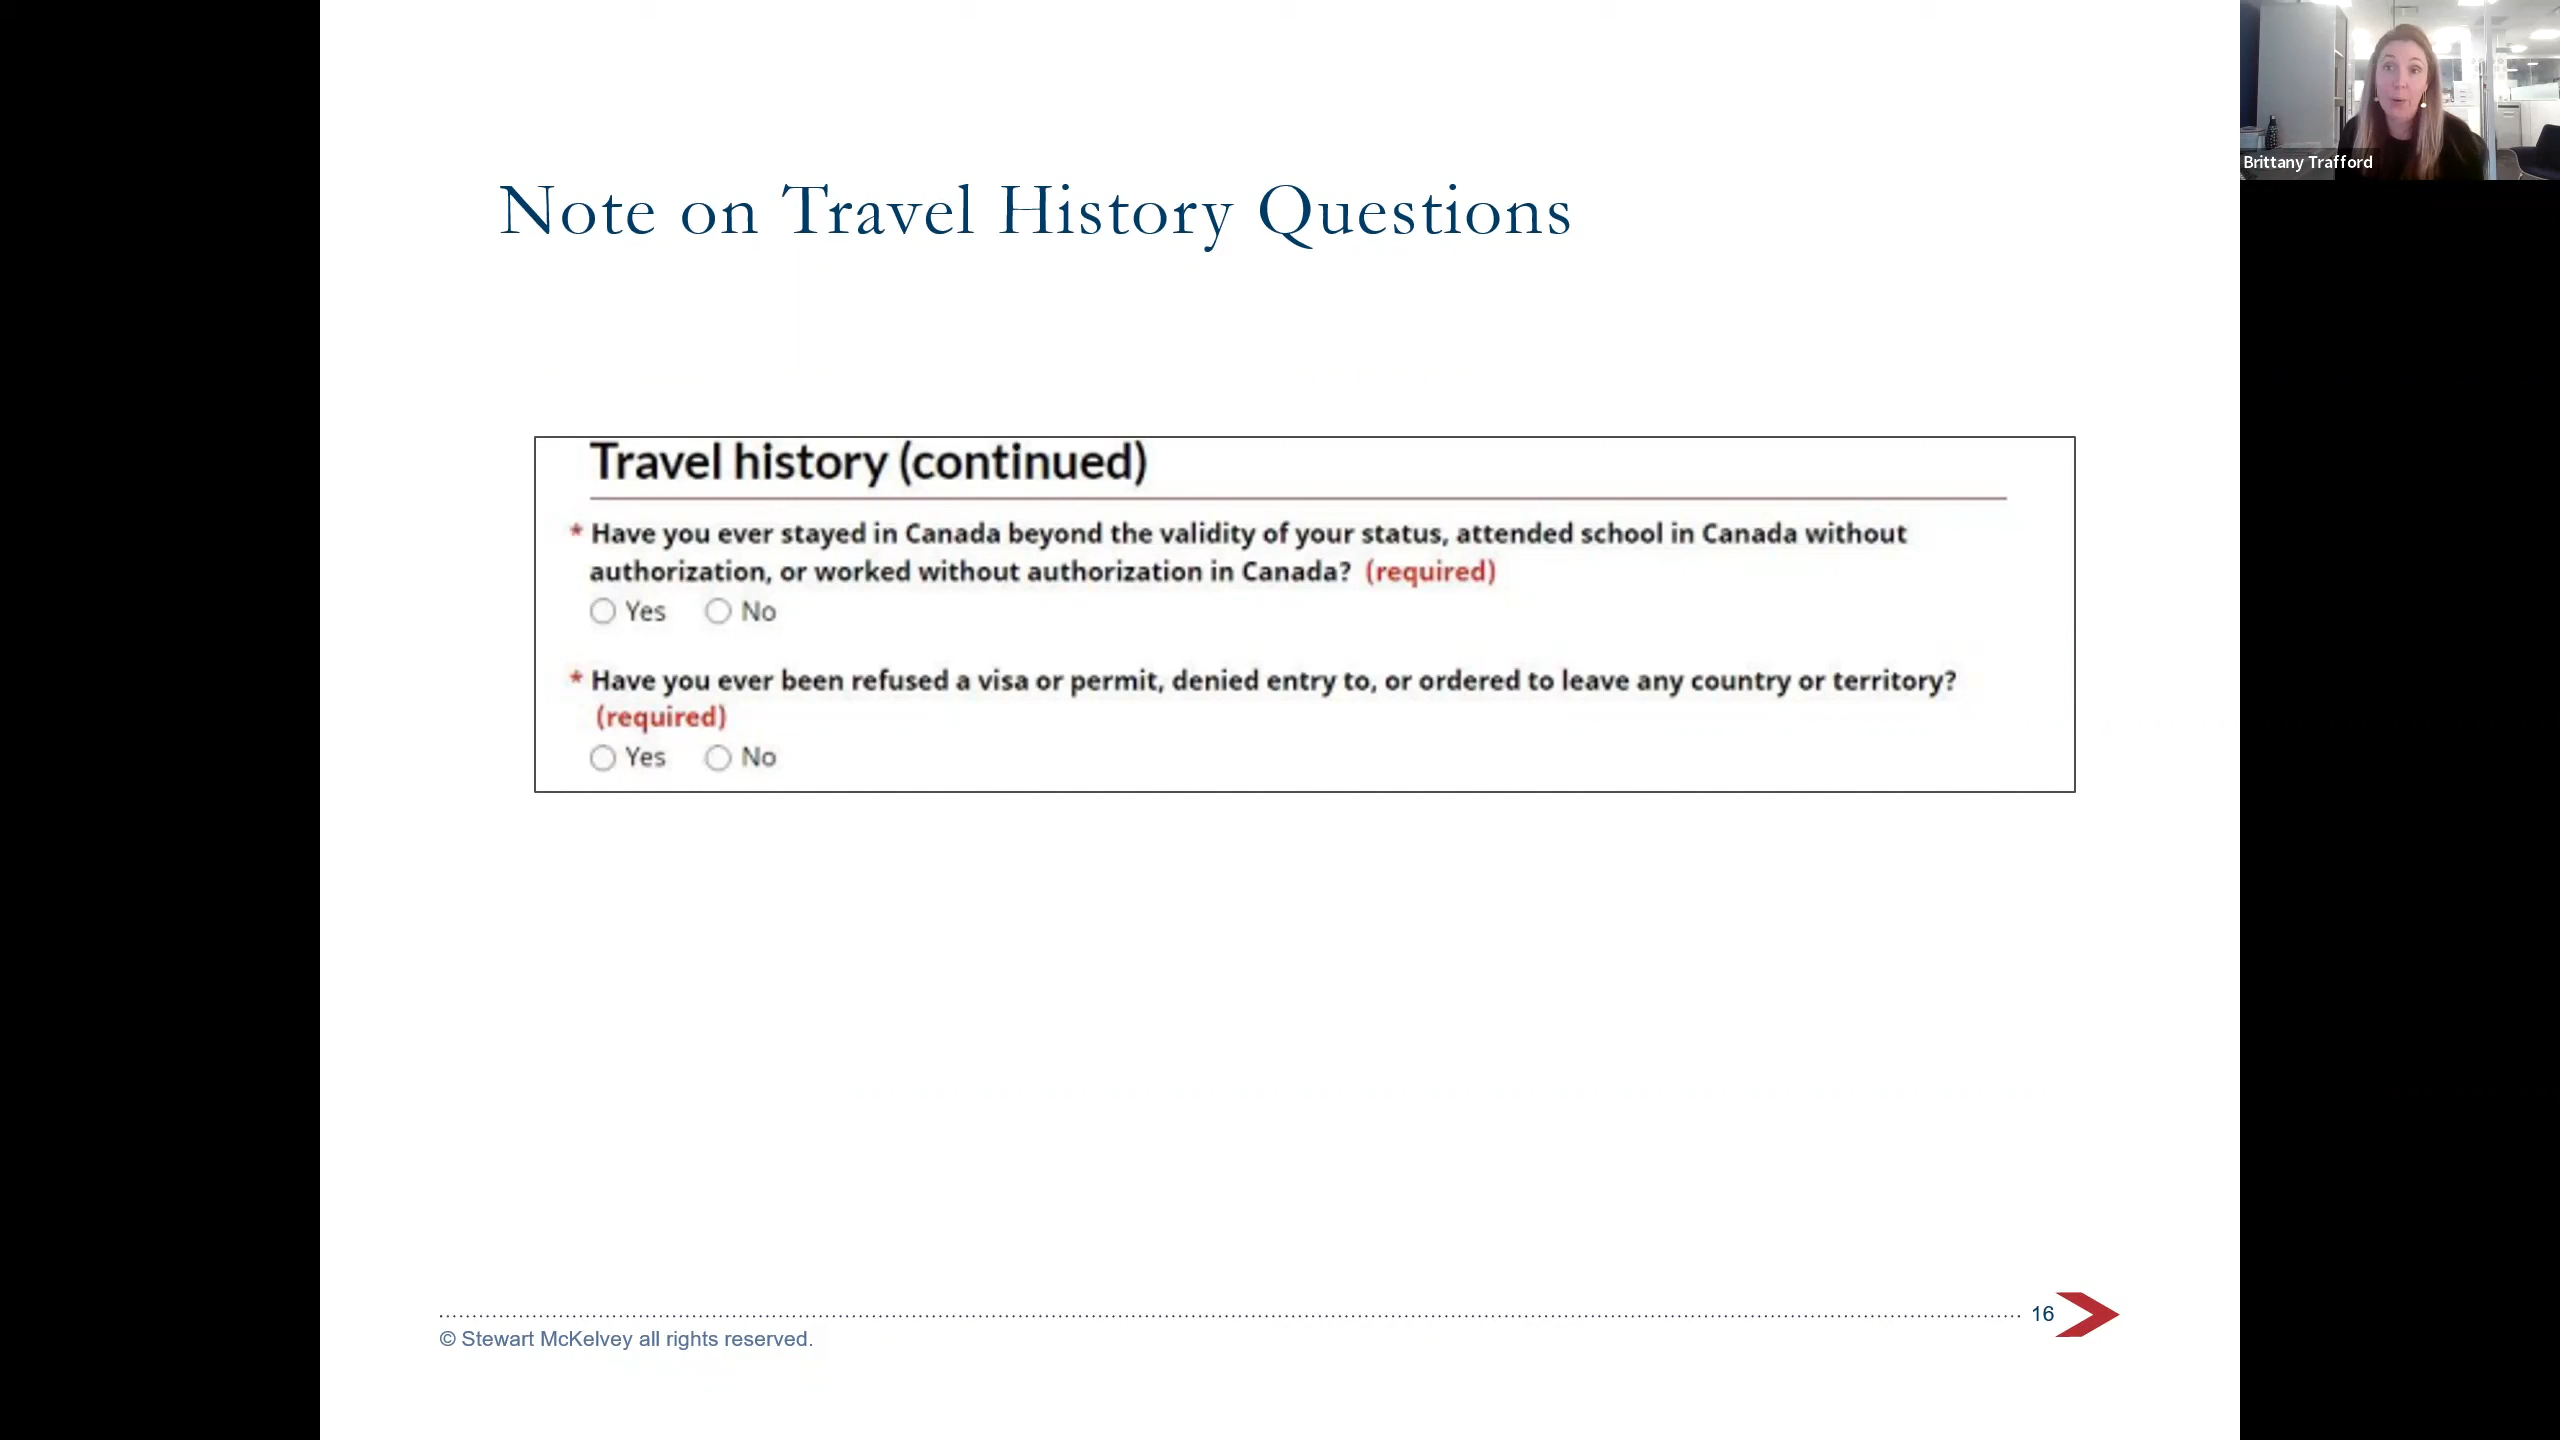 Brittany Trafford
Note on Travel History Questions
Travel history (continued)
* Have you ever stayed in Canada beyond the validity of your status, attended school in Canada without
authorization, or worked without authorization in Canada? (required)
Yes No
* Have you ever been refused a visa or permit, denied entry to, or ordered to leave any country or territory?
(required)
Yes No
16
© Stewart McKelvey all rights reserved.